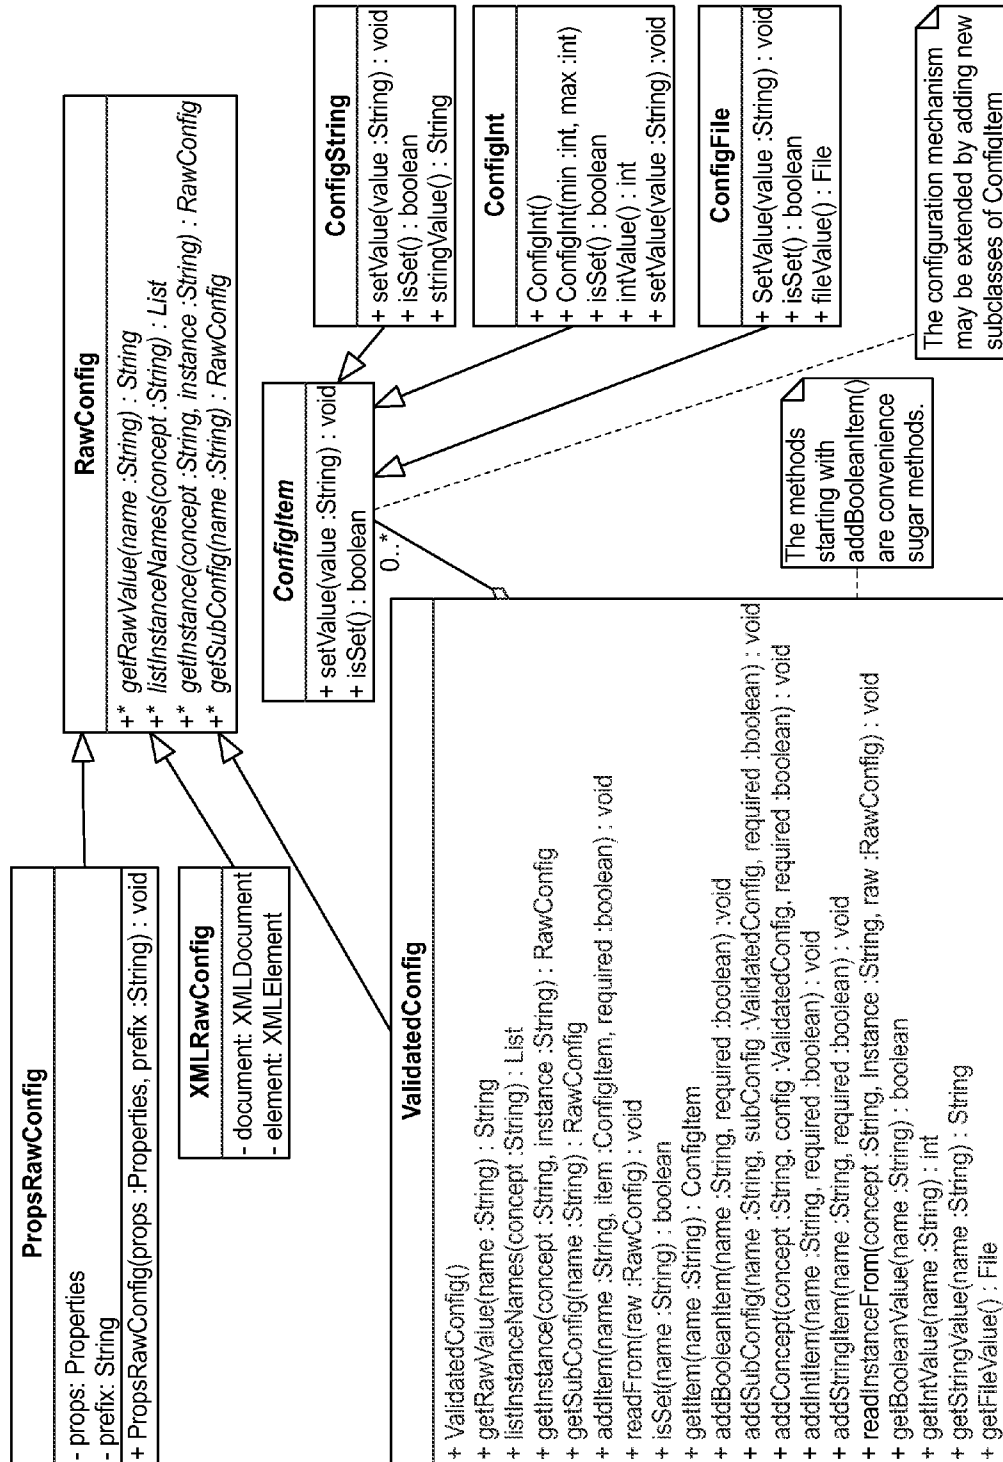 PropsRawConfig
- props: Properties
- prefix: String
+ PropsRawConfig(props :Properties, prefix :String) : void
RawConfig
+* getRawValue(name :String) : String
+* listInstanceNames(concept :String) : List
+* getInstance(concept :String, instance :String) : RawConfig
+* getSubConfig(name :String) : RawConfig
XMLRawConfig
- document: XMLDocument
- element: XMLElement
ConfigItem
+ setValue(value :String) : void
+ isSet() : boolean
0..*
ConfigString
+ setValue(value :String) : void
+ isSet() : boolean
+ stringValue() : String
ConfigInt
+ ConfigInt()
+ ConfigInt(min :int, max :int)
+ isSet() : boolean
+ intValue() : int
+ setValue(value :String) :void
ConfigFile
+ SetValue(value :String) : void
+ isSet() : boolean
+ fileValue() : File
ValidatedConfig
+ ValidatedConfig()
+ getRawValue(name :String) : String
+ listInstanceNames(concept :String) : List
+ getInstance(concept :String, instance :String) : RawConfig
+ getSubConfig(name :String) : RawConfig
+ addItem(name :String, item :ConfigItem, required :boolean) : void
+ readFrom(raw :RawConfig) : void
+ isSet(name :String) : boolean
+ getItem(name :String) : ConfigItem
+ addBooleanItem(name :String, required :boolean) :void
+ addSubConfig(name :String, subConfig :ValidatedConfig, required :boolean) : void
+ addConcept(concept :String, config :ValidatedConfig, required :boolean) : void
+ addIntItem(name :String, required :boolean) : void
+ addStringItem(name :String, required :boolean) : void
+ readInstanceFrom(concept :String, Instance :String, raw :RawConfig) : void
+ getBooleanValue(name :String) : boolean
+ getIntValue(name :String) : int
+ getStringValue(name :String) : String
+ getFileValue() : File
The methods
starting with
addBooleanItem()
are convenience
sugar methods.
The configuration mechanism
may be extended by adding new
subclasses of ConfigItem